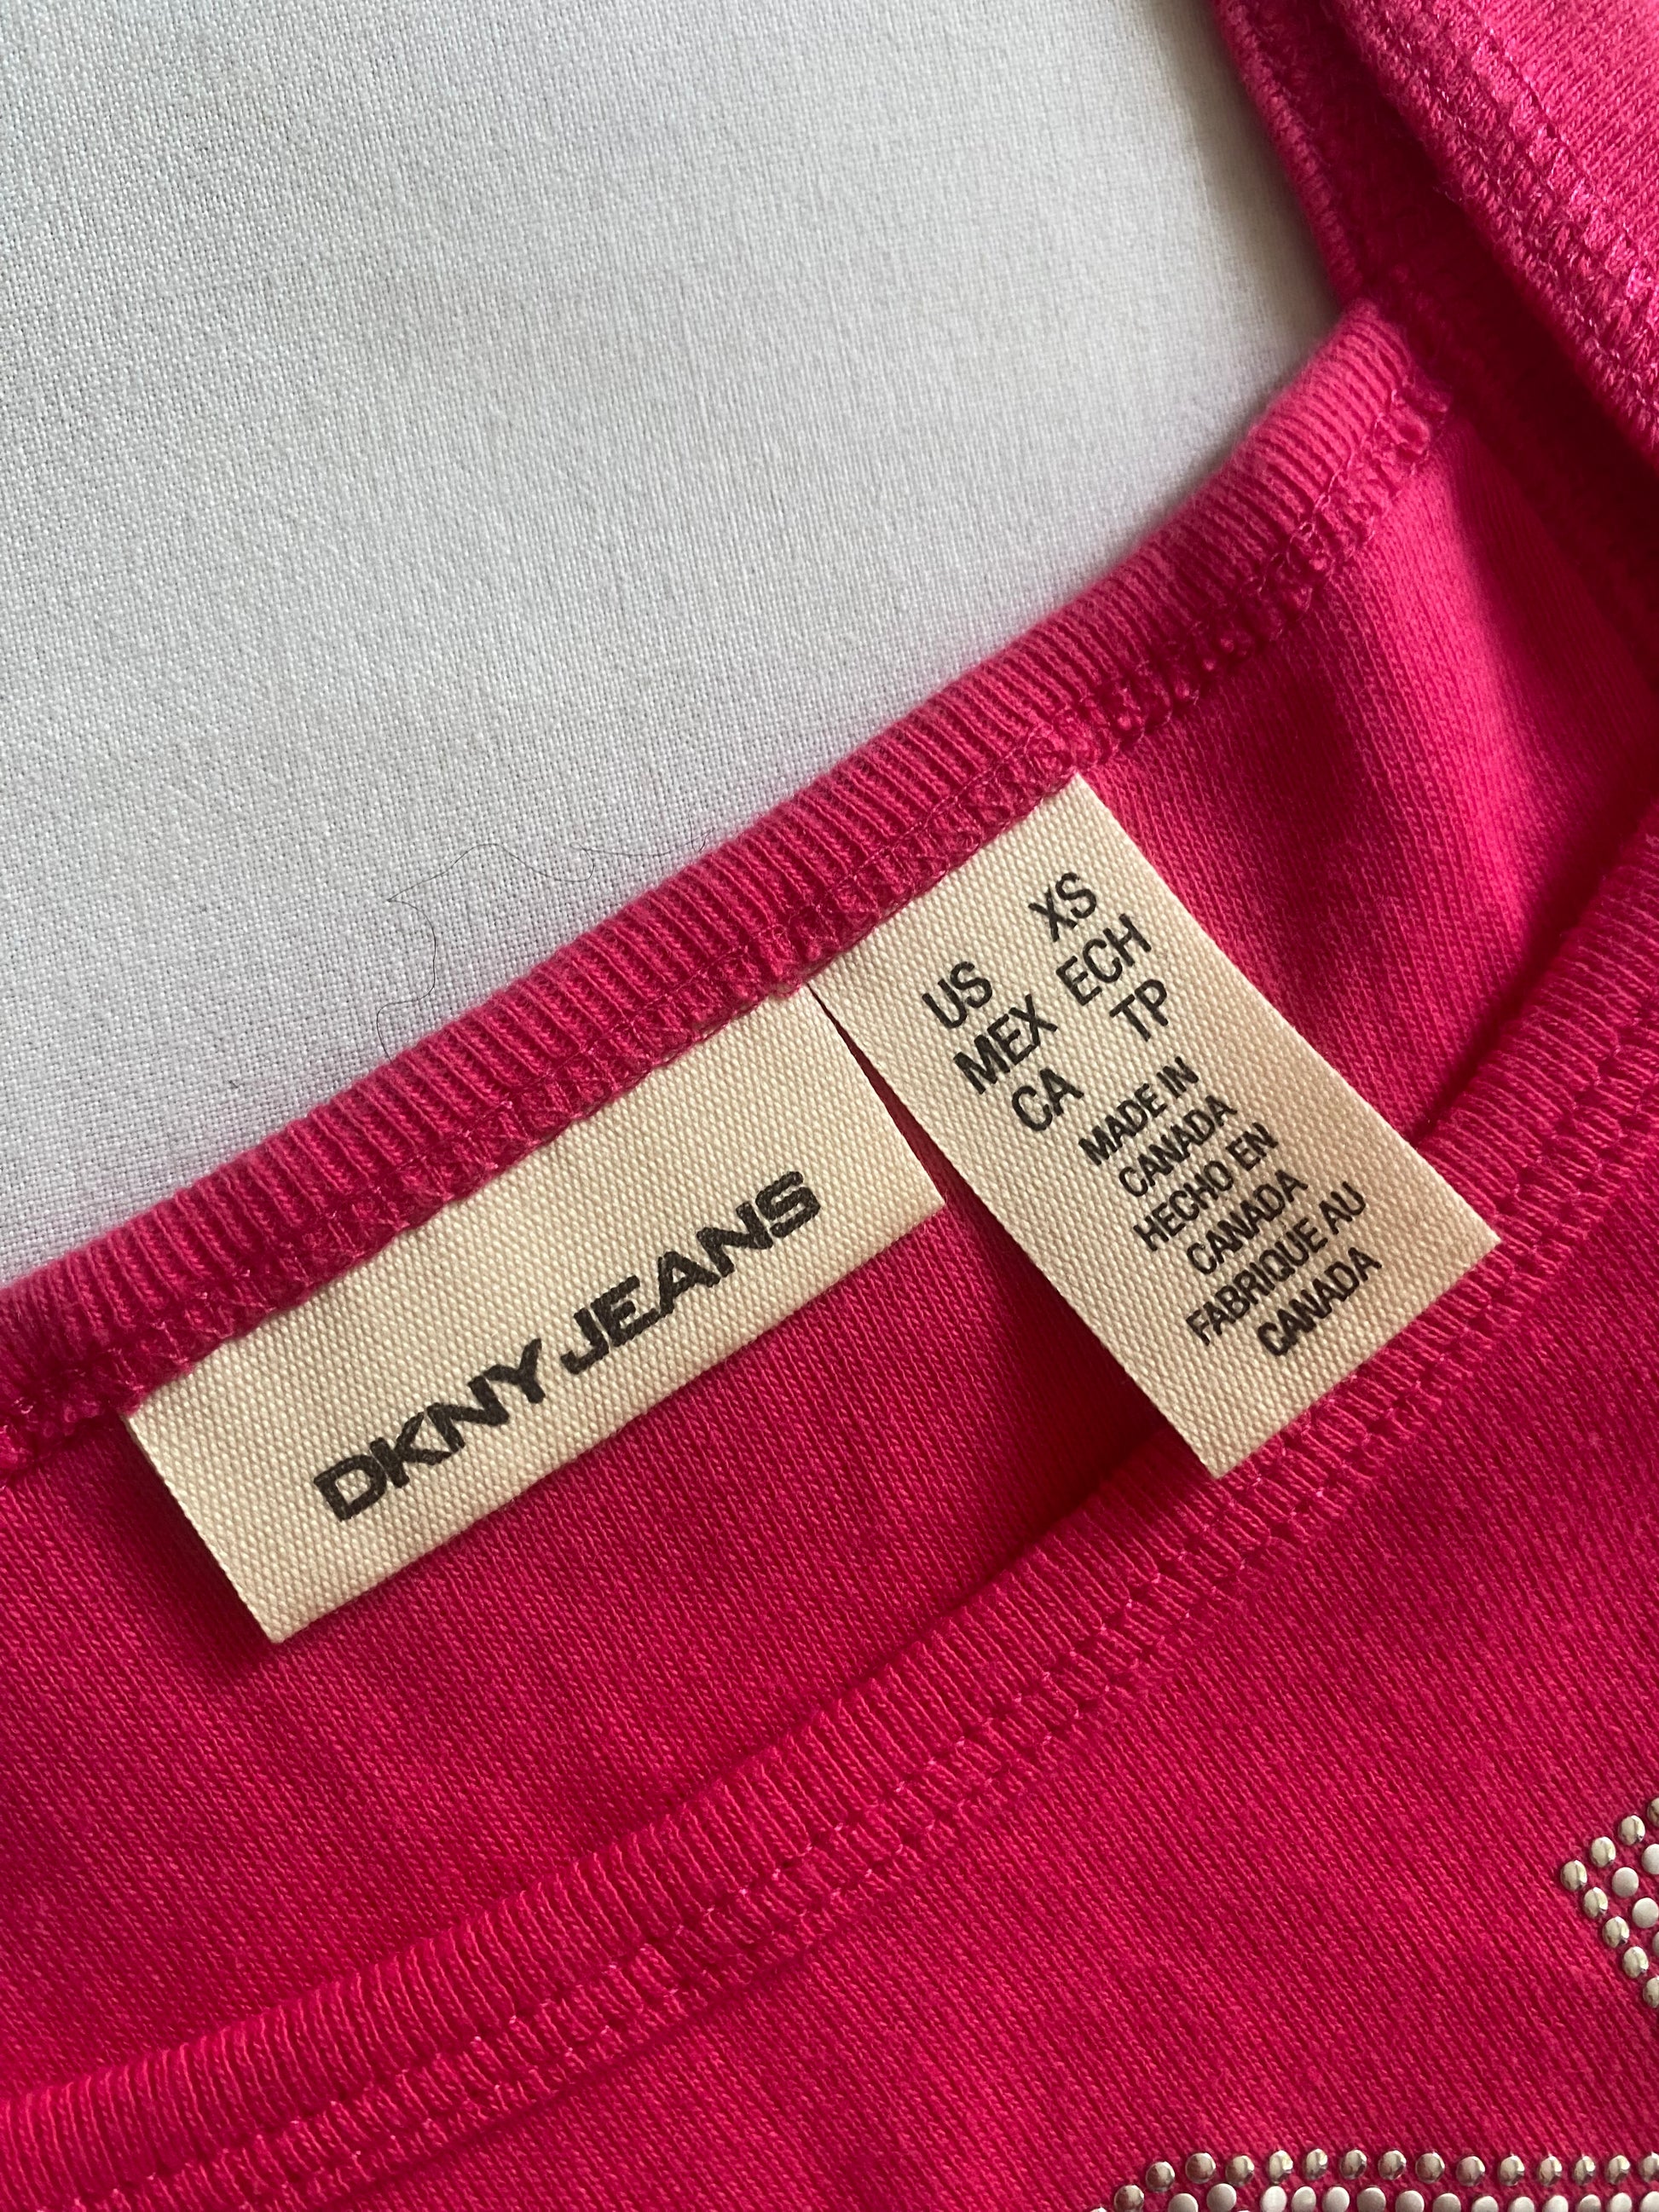 DKNY JEANS
US XS
MEX ECH
CA TP
MADE IN
CANADA
HECHO EN
CANADA
FABRIQUE AU
CANADA